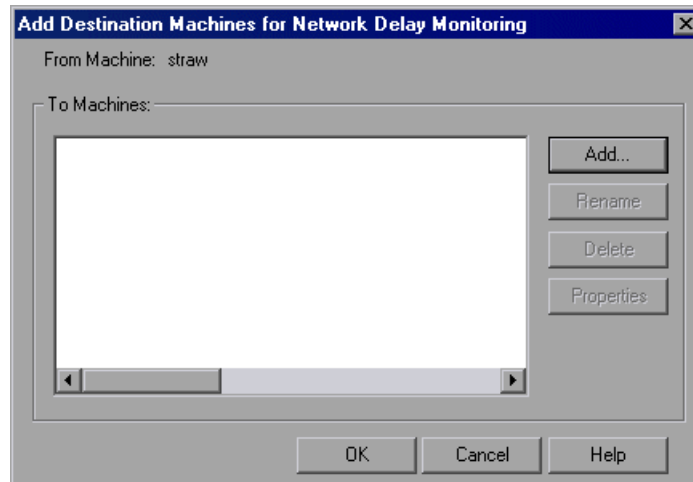 Add Destination Machines for Network Delay Monitoring
From Machine: straw
To Machines:
Add...
Rename
Delete
Properties
OK Cancel Help